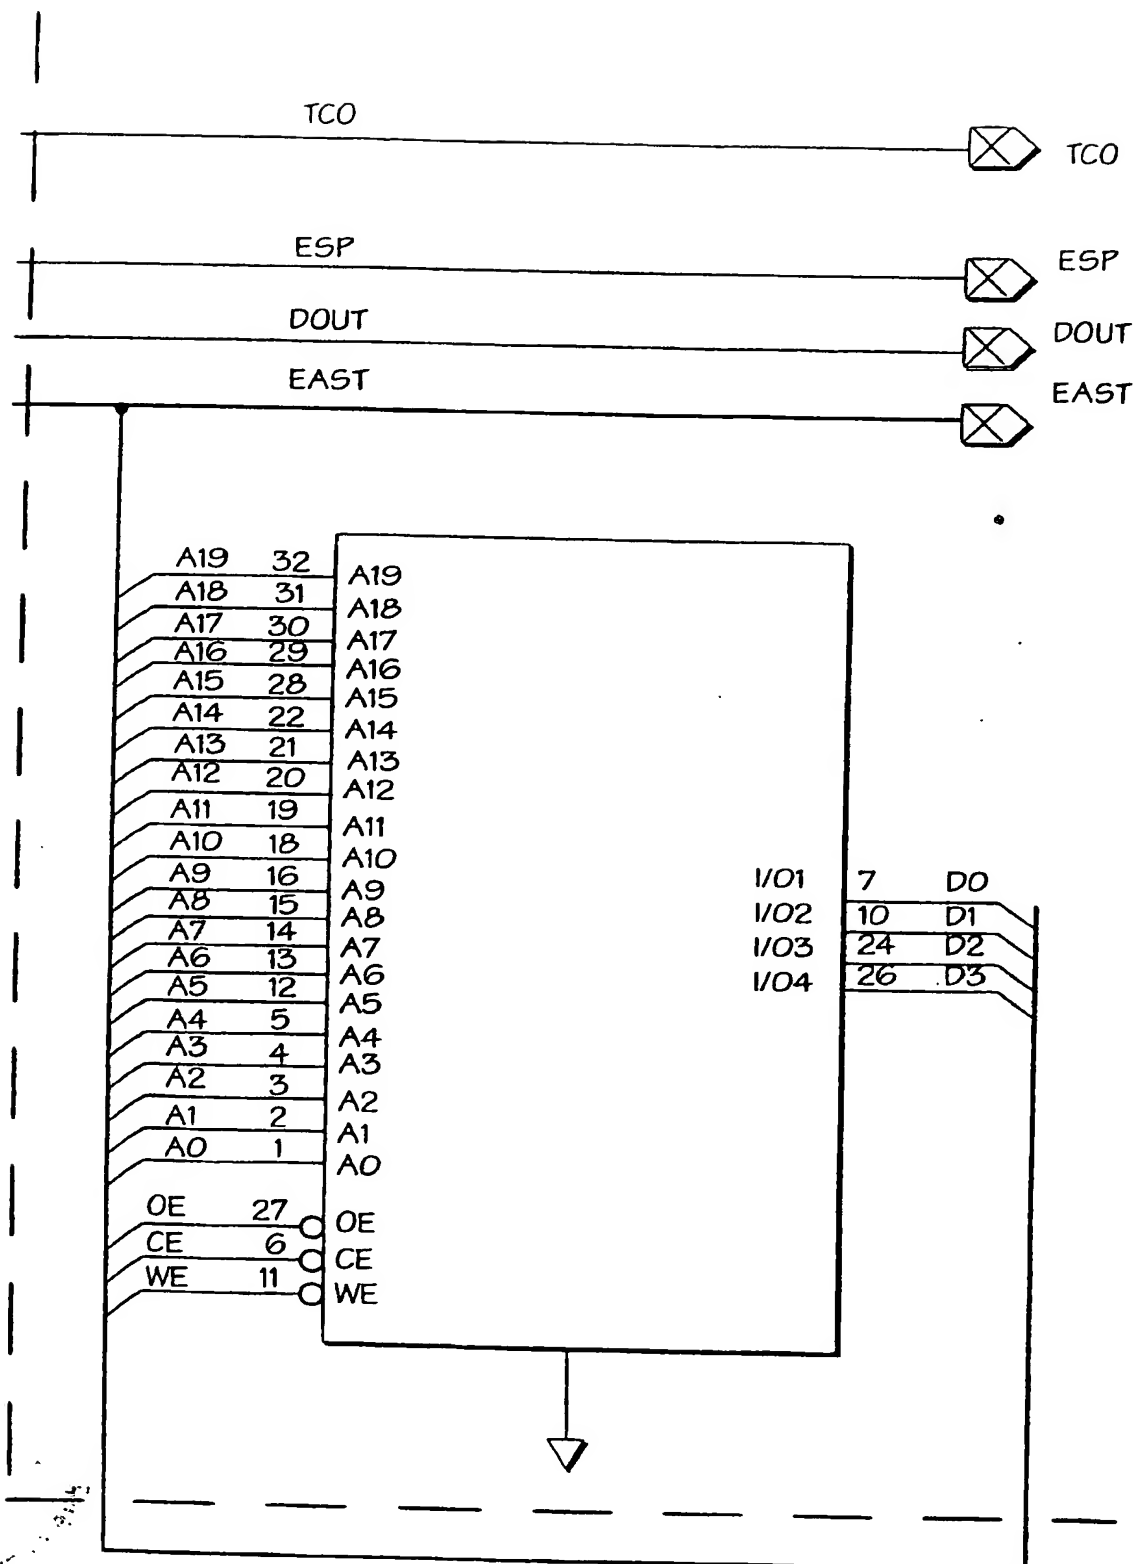 TCO
TCO
ESP
ESP
DOUT
DOUT
EAST
EAST
A19 32 A19
A18 31 A18
A17 30 A17
A16 29 A16
A15 28 A15
A14 22 A14
A13 21 A13
A12 20 A12
A11 19 A11
A10 18 A10
A9 16 A9
A8 15 A8
A7 14 A7
A6 13 A6
A5 12 A5
A4 5 A4
A3 4 A3
A2 3 A2
A1 2 A1
A0 1 A0
I/O1 7 D0
I/O2 10 D1
I/O3 24 D2
I/O4 26 D3
OE 27 OE
CE 6 CE
WE 11 WE